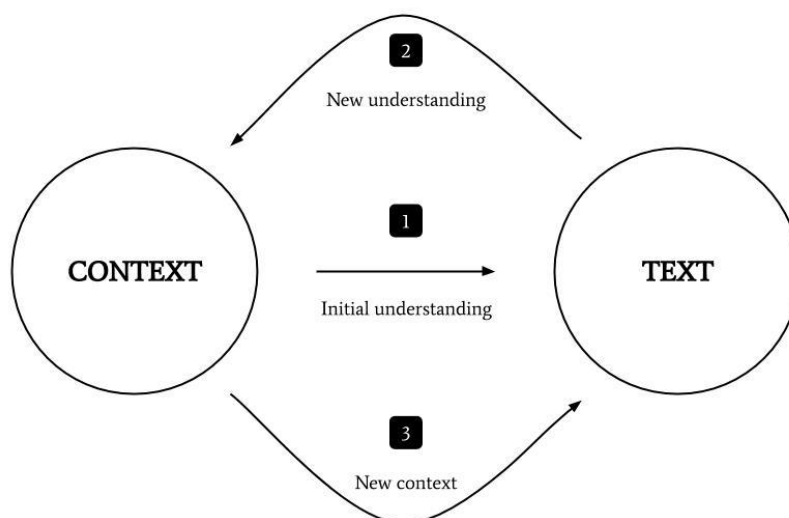 2
New understanding
1
CONTEXT
TEXT
Initial understanding
3
New context